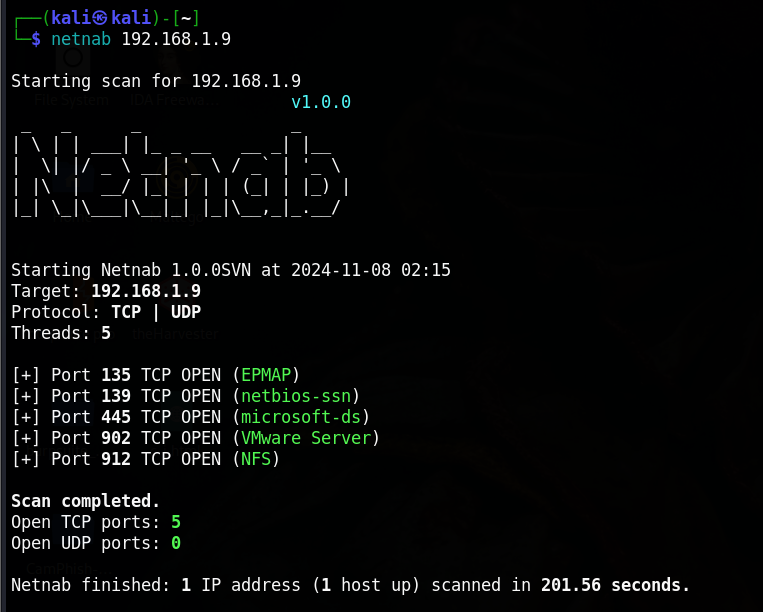 ┌──(kali㉿kali)-[~]
└─$ netnab 192.168.1.9
Starting scan for 192.168.1.9
v1.0.0
Netnab
Starting Netnab 1.0.0SVN at 2024-11-08 02:15
Target: 192.168.1.9
Protocol: TCP | UDP
Threads: 5
[+] Port 135 TCP OPEN (EPMAP)
[+] Port 139 TCP OPEN (netbios-ssn)
[+] Port 445 TCP OPEN (microsoft-ds)
[+] Port 902 TCP OPEN (VMware Server)
[+] Port 912 TCP OPEN (NFS)
Scan completed.
Open TCP ports: 5
Open UDP ports: 0
Netnab finished: 1 IP address (1 host up) scanned in 201.56 seconds.